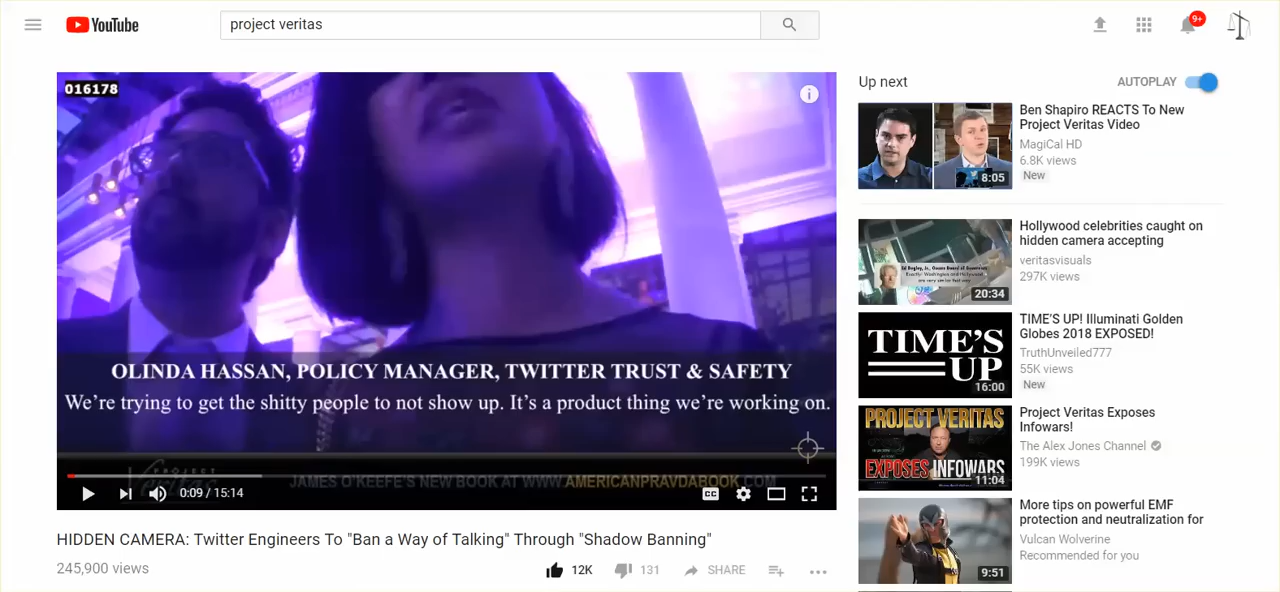 YouTube
project veritas
9+
016178
OLINDA HASSAN, POLICY MANAGER, TWITTER TRUST & SAFETY
We're trying to get the shitty people to not show up. It's a product thing we're working on.
PROJECT
Veritas
JAMES O'KEEFE'S NEW BOOK AT WWW.AMERICANPRAVDABOOK.COM
0:09 / 15:14
CC
HIDDEN CAMERA: Twitter Engineers To "Ban a Way of Talking" Through "Shadow Banning"
245,900 views
12K
131
SHARE
Up next
AUTOPLAY
8:05
Ben Shapiro REACTS To New
Project Veritas Video
MagiCal HD
6.8K views
New
20:34
Hollywood celebrities caught on
hidden camera accepting
veritasvisuals
297K views
TIME'S
UP
16:00
TIME'S UP! Illuminati Golden
Globes 2018 EXPOSED!
TruthUnveiled777
55K views
New
PROJECT VERITAS
EXPOSES INFOWARS
11:04
Project Veritas Exposes
Infowars!
The Alex Jones Channel
199K views
9:51
More tips on powerful EMF
protection and neutralization for
Vulcan Wolverine
Recommended for you